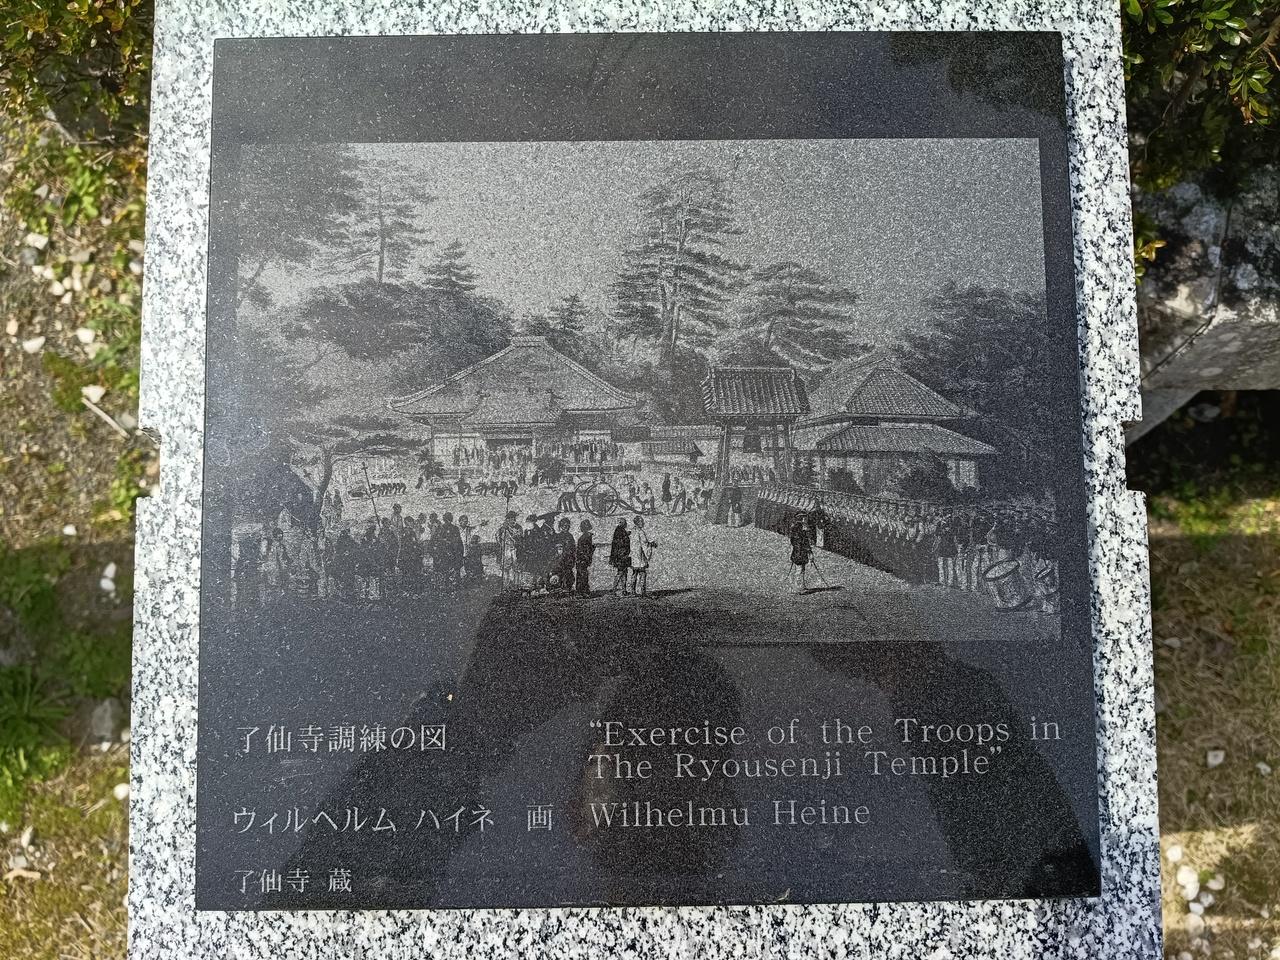 了仙寺調練の図
"Exercise of the Troops in
The Ryousenji Temple"
ウィルヘルム ハイネ 画
Wilhelmu Heine
了仙寺 蔵